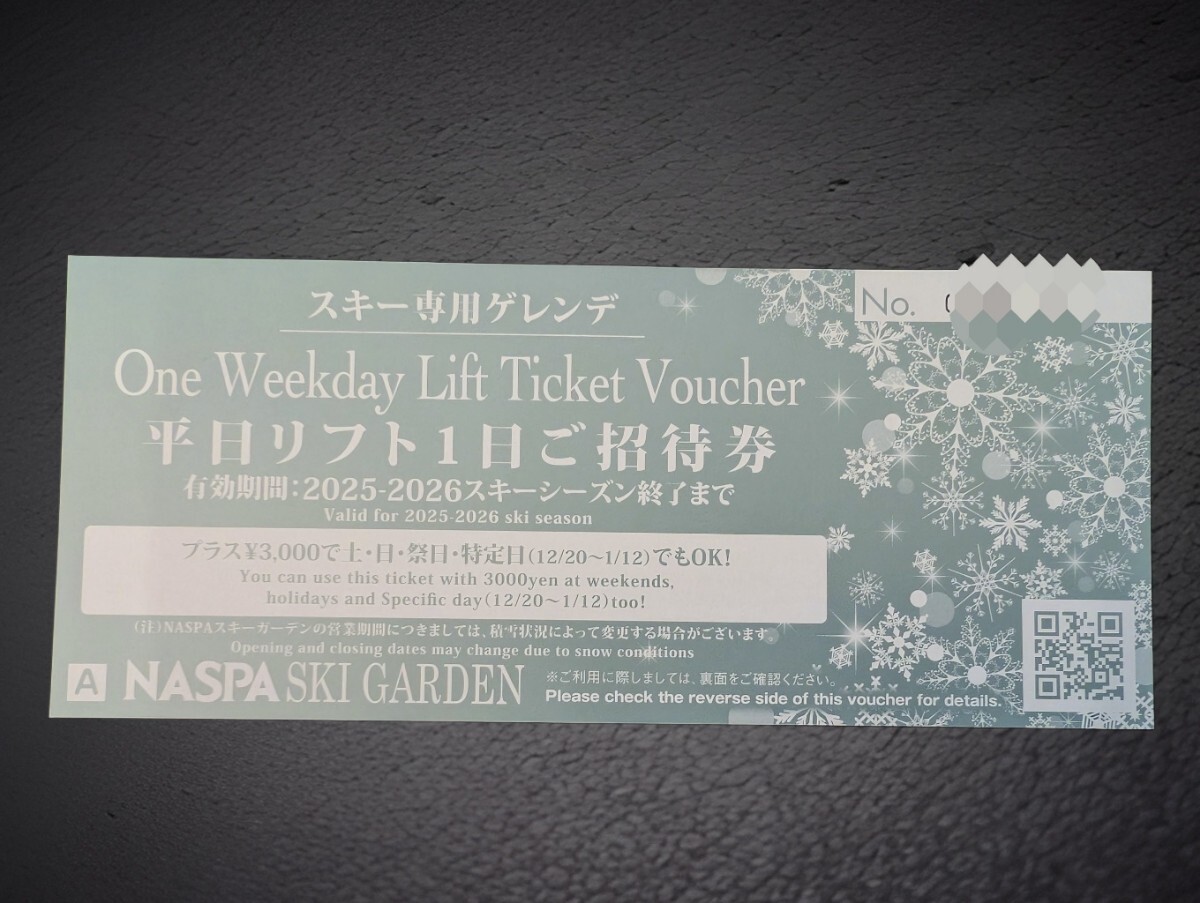 No.
スキー専用ゲレンデ
One Weekday Lift Ticket Voucher
平日リフト1日ご招待券
有効期間:2025-2026スキーシーズン終了まで
Valid for 2025-2026 ski season
プラス¥3,000で土・日・祭日・特定日(12/20～1/12)でもOK!
You can use this ticket with 3000yen at weekends,
holidays and Specific day(12/20～1/12)too!
(注)NASPAスキーガーデンの営業期間につきましては、積雪状況によって変更する場合がございます。
Opening and closing dates may change due to snow conditions
A NASPA SKI GARDEN
※ご利用に際しましては、裏面をご確認ください。
Please check the reverse side of this voucher for details.